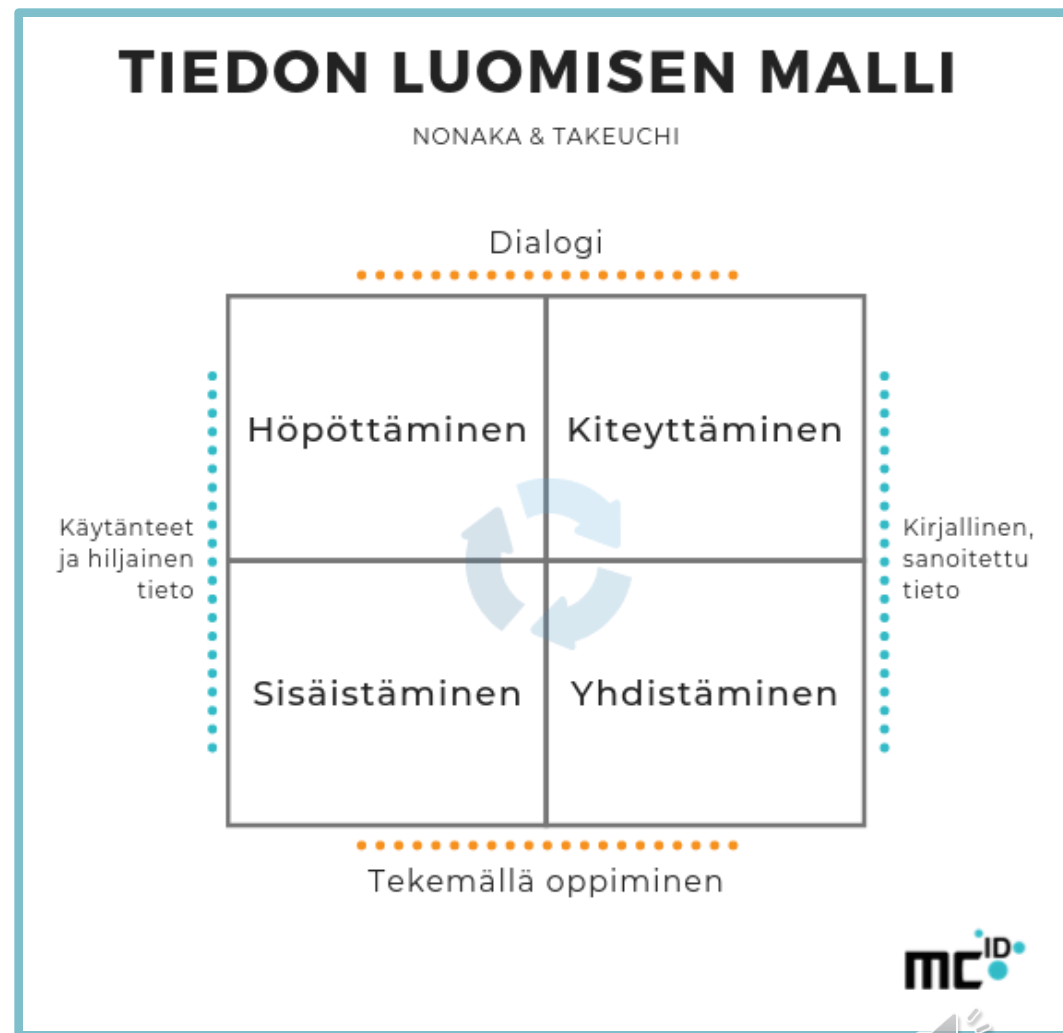 TIEDON LUOMISEN MALLI
NONAKA & TAKEUCHI
Dialogi
Höpöttäminen
Kiteyttäminen
Käytänteet
ja hiljainen
tieto
Kirjallinen,
sanoitettu
tieto
Sisäistäminen
Yhdistäminen
Tekemällä oppiminen
mc ID